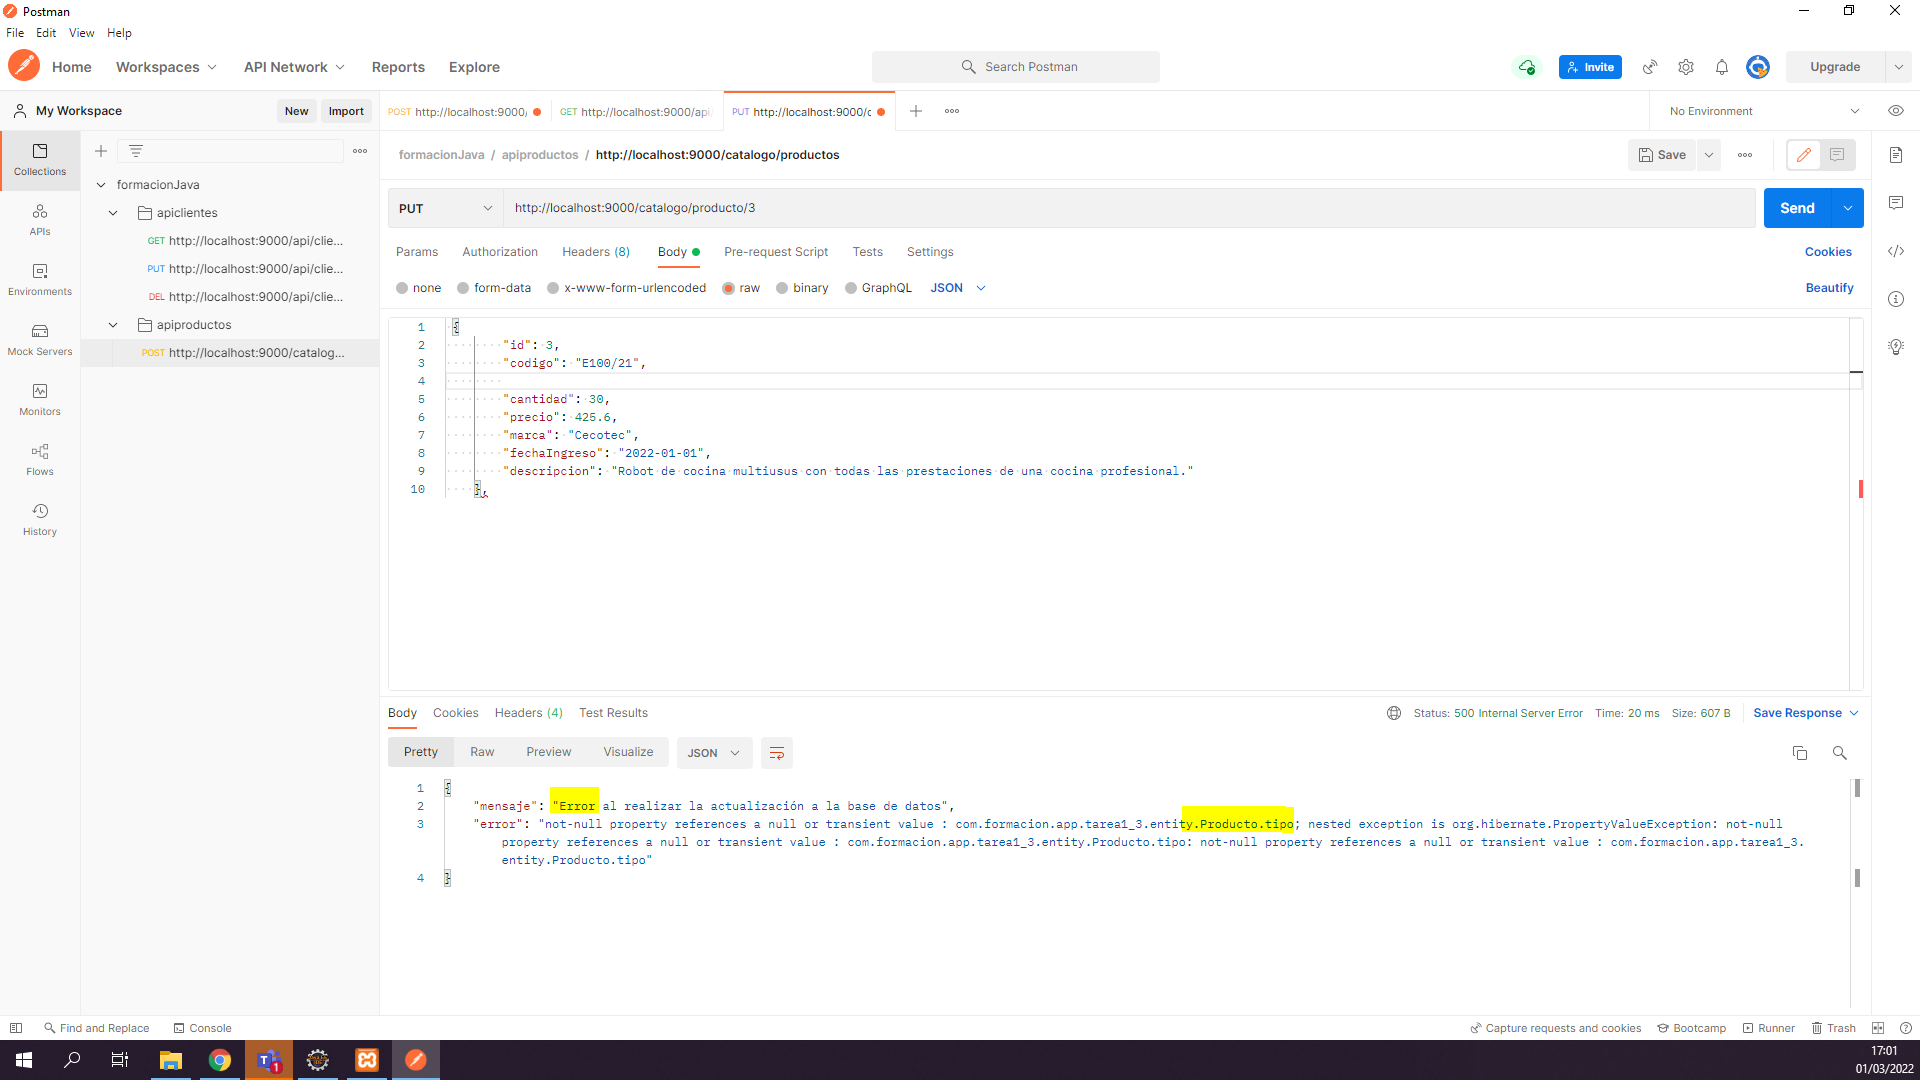 Postman
File Edit View Help
Home Workspaces API Network Reports Explore
Search Postman
Invite
Upgrade
My Workspace
New Import
POST http://localhost:9000/
GET http://localhost:9000/api
PUT http://localhost:9000/c
No Environment
Collections
APIs
Environments
Mock Servers
Monitors
Flows
History
formacionJava
apiclientes
GET http://localhost:9000/api/clie...
PUT http://localhost:9000/api/clie...
DEL http://localhost:9000/api/clie...
apiproductos
POST http://localhost:9000/catalog...
formacionJava / apiproductos / http://localhost:9000/catalogo/productos
Save
PUT http://localhost:9000/catalogo/producto/3
Send
Params Authorization Headers (8) Body Pre-request Script Tests Settings
Cookies
none form-data x-www-form-urlencoded raw binary GraphQL JSON
Beautify
1 {
2 "id": 3,
3 "codigo": "E100/21",
4
5 "cantidad": 30,
6 "precio": 425.6,
7 "marca": "Cecotec",
8 "fechaIngreso": "2022-01-01",
9 "descripcion": "Robot de cocina multiusus con todas las prestaciones de una cocina profesional."
10 },
Body Cookies Headers (4) Test Results
Status: 500 Internal Server Error Time: 20 ms Size: 607 B
Save Response
Pretty Raw Preview Visualize JSON
1 {
2 "mensaje": "Error al realizar la actualización a la base de datos",
3 "error": "not-null property references a null or transient value : com.formacion.app.tarea1_3.entity.Producto.tipo; nested exception is org.hibernate.PropertyValueException: not-null
property references a null or transient value : com.formacion.app.tarea1_3.entity.Producto.tipo: not-null property references a null or transient value : com.formacion.app.tarea1_3.
entity.Producto.tipo"
4 }
Find and Replace Console
Capture requests and cookies Bootcamp Runner Trash
1
17:01
01/03/2022